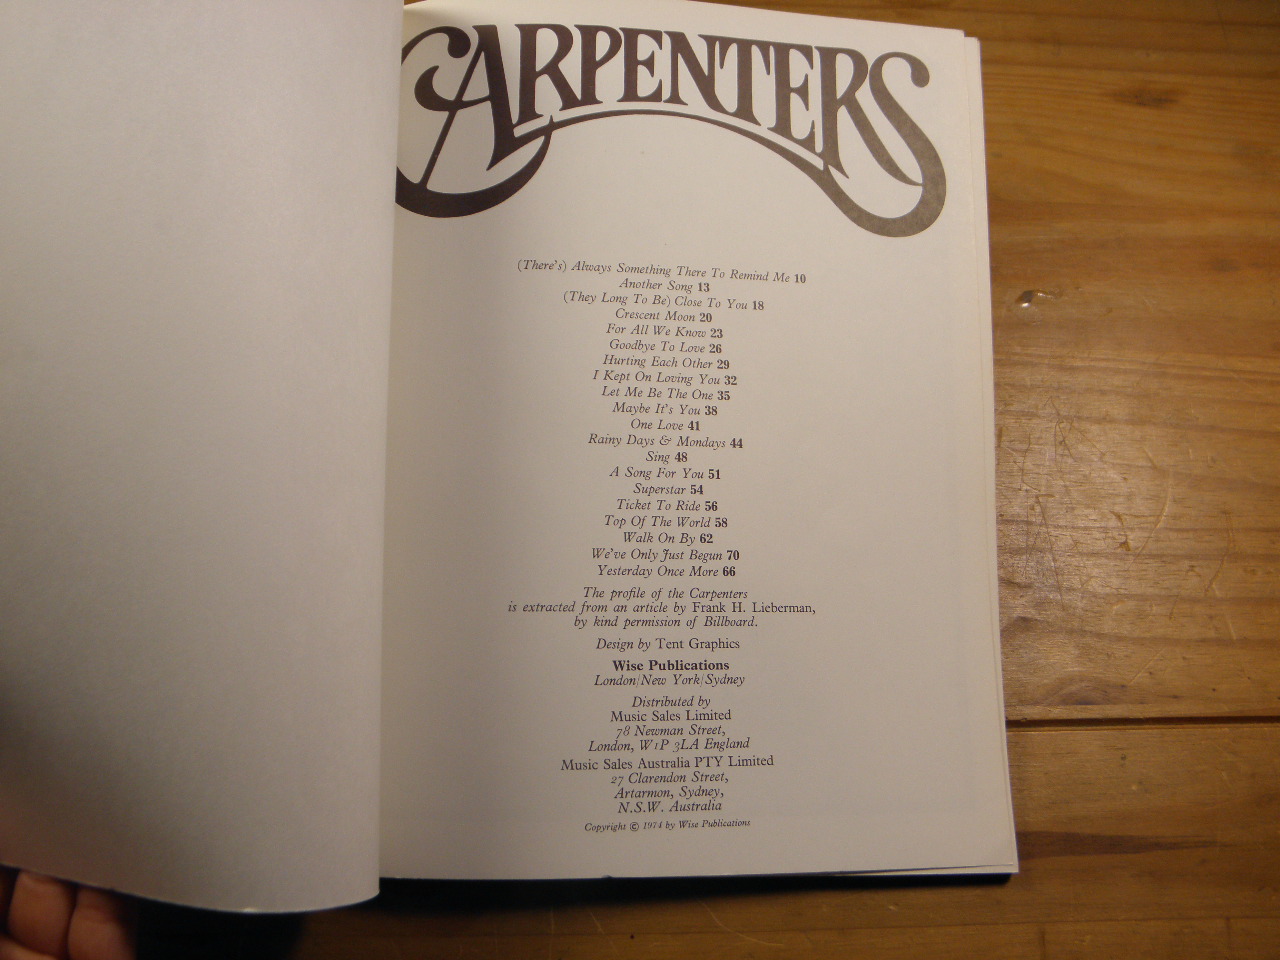 CARPENTERS
(There's) Always Something There To Remind Me 10
Another Song 13
(They Long To Be) Close To You 18
Crescent Moon 20
For All We Know 23
Goodbye To Love 26
Hurting Each Other 29
I Kept On Loving You 32
Let Me Be The One 35
Maybe It's You 38
One Love 41
Rainy Days & Mondays 44
Sing 48
A Song For You 51
Superstar 54
Ticket To Ride 56
Top Of The World 58
Walk On By 62
We've Only Just Begun 70
Yesterday Once More 66
The profile of the Carpenters
is extracted from an article by Frank H. Lieberman,
by kind permission of Billboard.
Design by Tent Graphics
Wise Publications
London/New York/Sydney
Distributed by
Music Sales Limited
78 Newman Street,
London, W1P 3LA England
Music Sales Australia PTY Limited
27 Clarendon Street,
Artarmon, Sydney,
N.S.W. Australia
Copyright © 1974 by Wise Publications